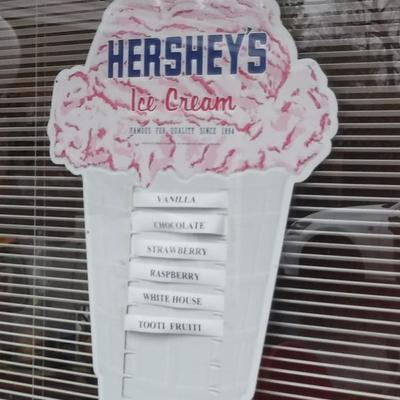 HERSHEY'S
Ice Cream
FAMOUS FOR QUALITY SINCE 1894
VANILLA
CHOCOLATE
STRAWBERRY
RASPBERRY
WHITE HOUSE
TOOTI FRUITI